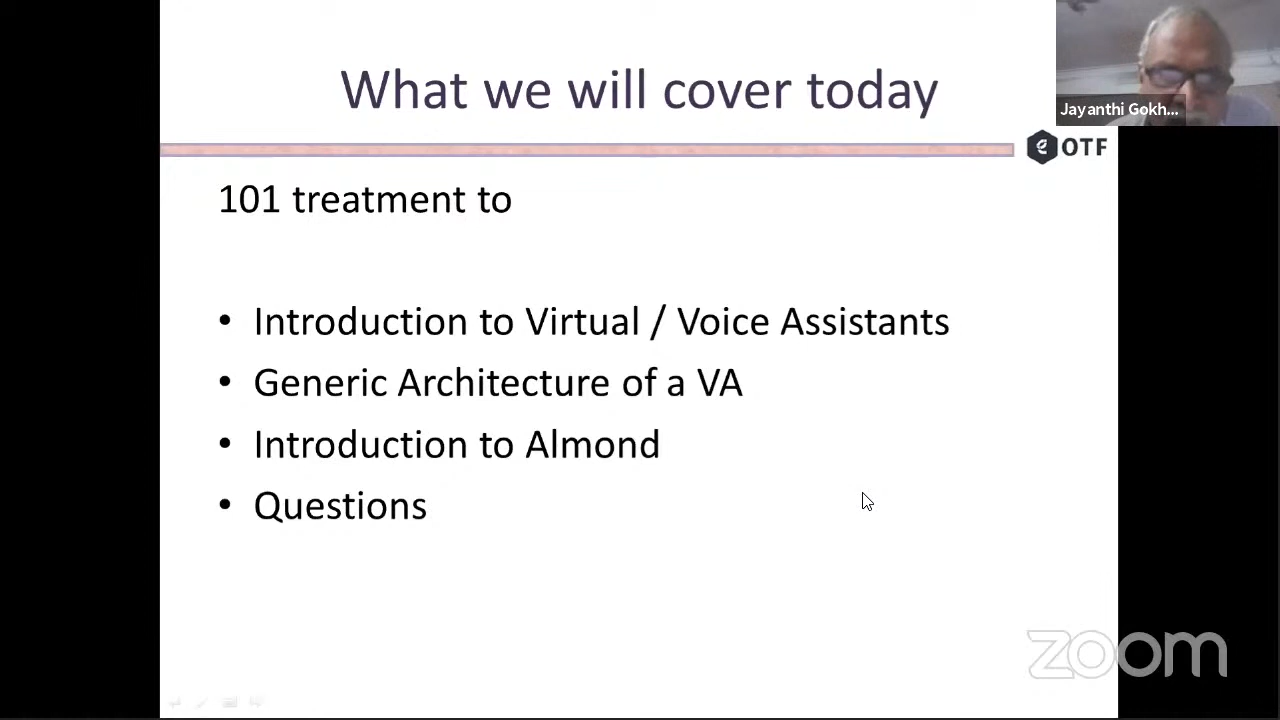 What we will cover today
Jayanthi Gokh...
OTF
101 treatment to
• Introduction to Virtual / Voice Assistants
• Generic Architecture of a VA
• Introduction to Almond
• Questions
zoom